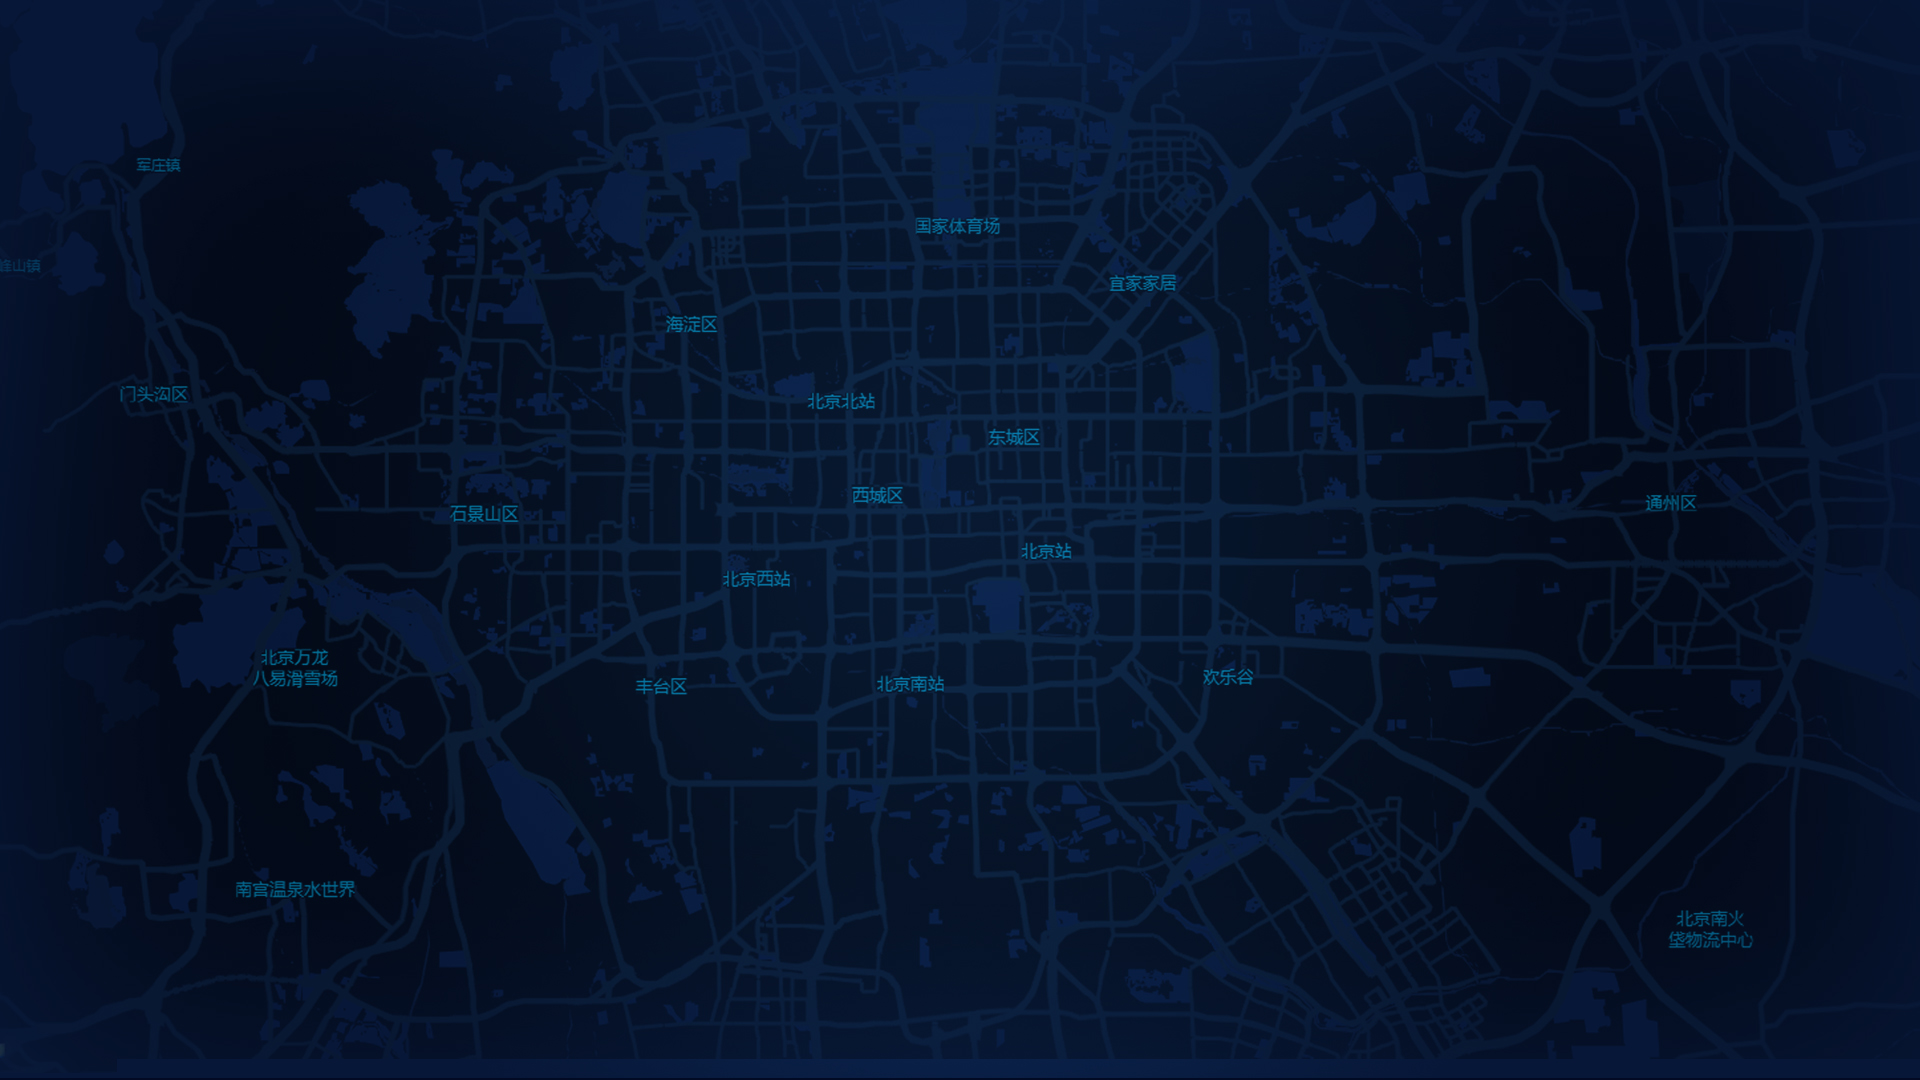 军庄镇
国家体育场
峰山镇
宜家家居
海淀区
门头沟区
北京北站
东城区
西城区
通州区
石景山区
北京站
北京西站
北京万龙
八易滑雪场
欢乐谷
丰台区
北京南站
南宫温泉水世界
北京南火
垡物流中心